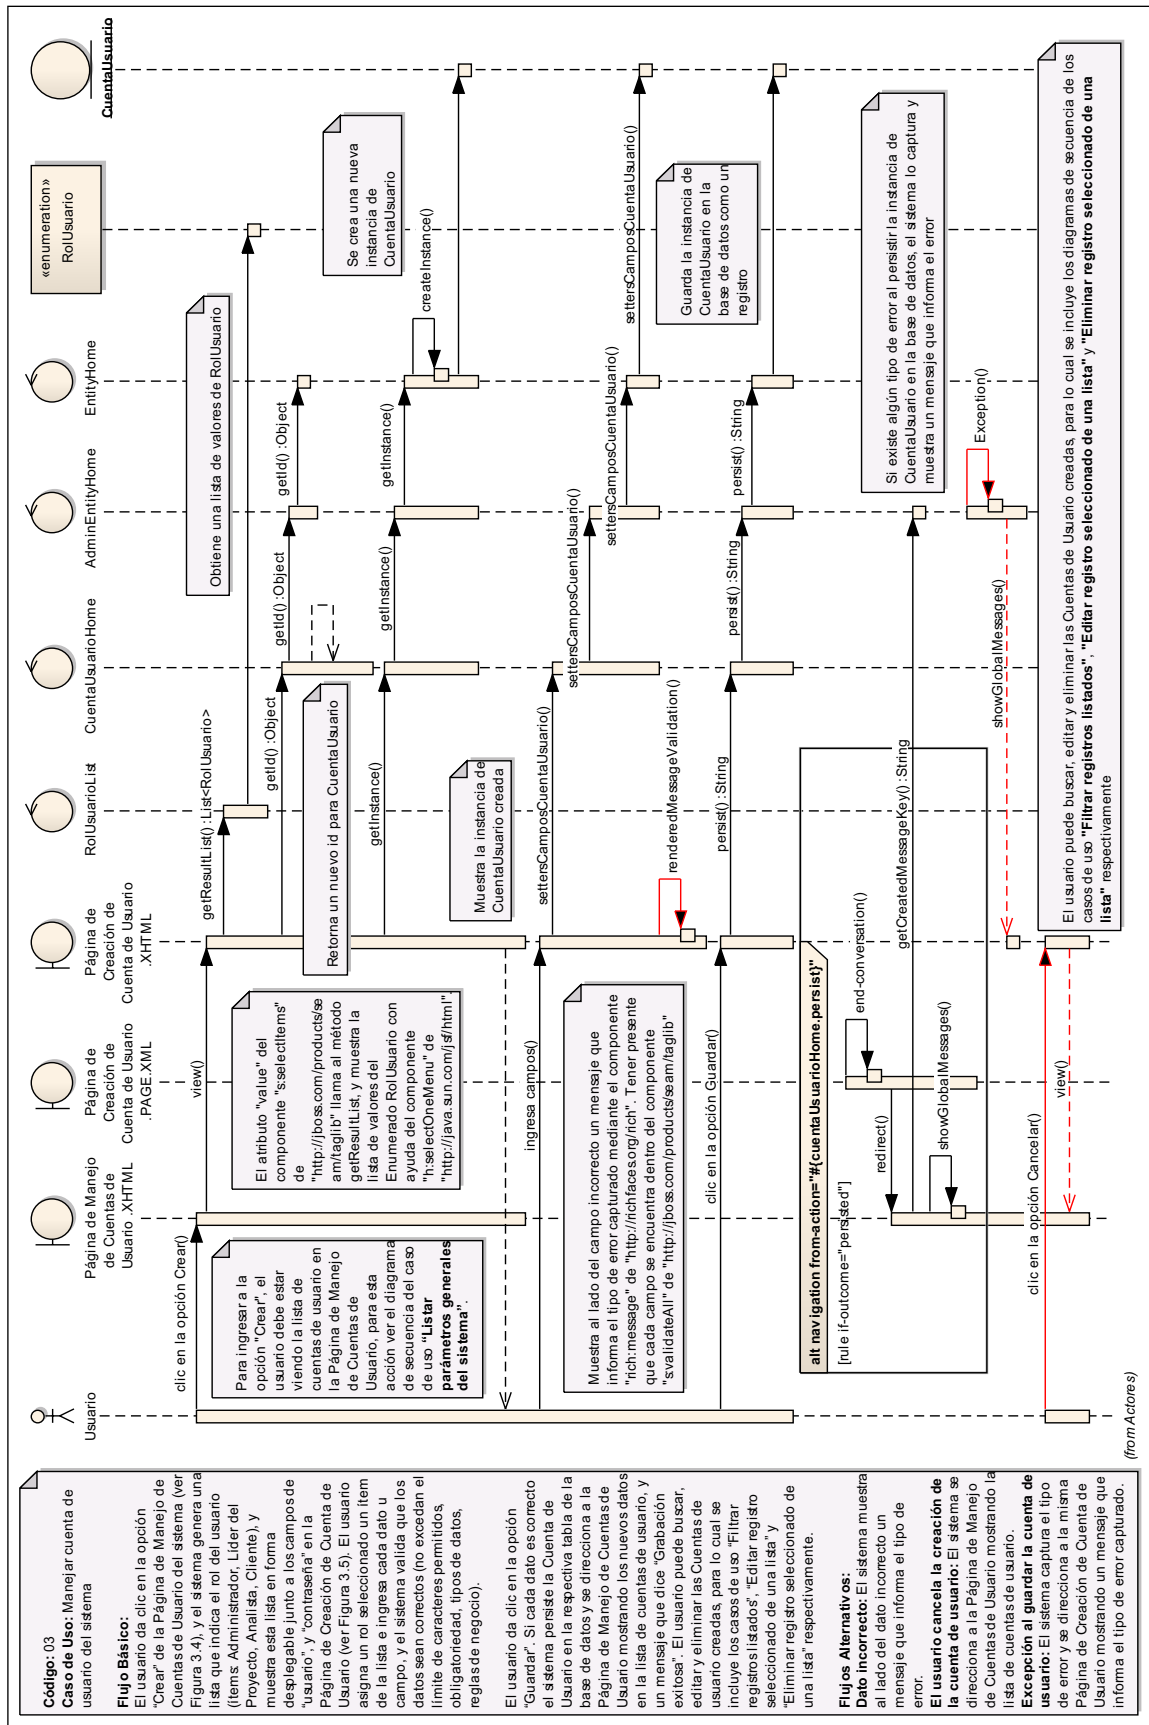 Código: 03
Caso de Uso: Manejar cuenta de
usuario del sistema
Flujo Básico:
El usuario da clic en la opción
"Crear" de la Página de Manejo de
Cuentas de Usuario del sistema (ver
Figura 3.4), y el sistema genera una
lista que indica el rol del usuario
(ítems: Administrador, Líder del
Proyecto, Analista, Cliente), y
muestra esta lista en forma
desplegable junto a los campos de
"usuario", y "contraseña" en la
Página de Creación de Cuenta de
Usuario (ver Figura 3.5). El usuario
asigna un rol seleccionado un item
de la lista e ingresa cada dato u
campo, y el sistema valida que los
datos sean correctos (no excedan el
límite de caracteres permitidos,
obligatoriedad, tipos de datos,
reglas de negocio).
El usuario da clic en la opción
"Guardar". Si cada dato es correcto
el sistema persiste la Cuenta de
Usuario en la respectiva tabla de la
base de datos y se direcciona a la
Página de Manejo de Cuentas de
Usuario mostrando los nuevos datos
en la lista de cuentas de usuario, y
un mensaje que dice "Grabación
exitosa". El usuario puede buscar,
editar y eliminar las Cuentas de
usuario creadas, para lo cual se
incluye los casos de uso "Filtrar
registros listados", "Editar registro
seleccionado de una lista" y
"Eliminar registro seleccionado de
una lista" respectivamente.
Flujos Alternativos:
Dato incorrecto: El sistema muestra
al lado del dato incorrecto un
mensaje que informa el tipo de
error.
El usuario cancela la creación de
la cuenta de usuario: El sistema se
direcciona a la Página de Manejo
de Cuentas de Usuario mostrando la
lista de cuentas de usuario.
Excepción al guardar la cuenta de
usuario: El sistema captura el tipo
de error y se direcciona a la misma
Página de Creación de Cuenta de
Usuario mostrando un mensaje que
informa el tipo de error capturado.
Usuario
(from Actores)
Página de Manejo
de Cuentas de
Usuario .XHTML
Página de
Creación de
Cuenta de Usuario
.PAGE.XML
Página de
Creación de
Cuenta de Usuario
.XHTML
RolUsuarioList
CuentaUsuarioHome
AdminEntityHome
EntityHome
«enumeration»
RolUsuario
CuentaUsuario
clic en la opción Crear()
view()
getResultList() :List<RolUsuario>
Obtiene una lista de valores de RolUsuario
Para ingresar a la
opción "Crear", el
usuario debe estar
viendo la lista de
cuentas de usuario en
la Página de Manejo
de Cuentas de
Usuario, para esta
acción ver el diagrama
de secuencia del caso
de uso "Listar
parámetros generales
del sistema".
El atributo "value" del
componente "s:selectItems"
de
"http://jboss.com/products/se
am/taglib" llama al método
getResultList, y muestra la
lista de valores del
Enumerado RolUsuario con
ayuda del componente
"h:selectOneMenu" de
"http://java.sun.com/jsf/html".
getId() :Object
getId() :Object
getId() :Object
Retorna un nuevo id para CuentaUsuario
getInstance()
getInstance()
getInstance()
createInstance()
Se crea una nueva
instancia de
CuentaUsuario
Muestra la instancia de
CuentaUsuario creada
ingresa campos()
settersCamposCuentaUsuario()
settersCamposCuentaUsuario()
settersCamposCuentaUsuario()
settersCamposCuentaUsuario()
Muestra al lado del campo incorrecto un mensaje que
informa el tipo de error capturado mediante el componente
"rich:message" de "http://richfaces.org/rich". Tener presente
que cada campo se encuentra dentro del componente
"s:validateAll" de "http://jboss.com/products/seam/taglib"
renderedMessageValidation()
Guarda la instancia de
CuentaUsuario en la
base de datos como un
registro
clic en la opción Guardar()
persist() :String
persist() :String
persist() :String
alt navigation from-action="#{cuentaUsuarioHome.persist}"
[rule if-outcome="persisted"]
end-conversation()
redirect()
getCreatedMessageKey() :String
showGlobalMessages()
Si existe algún tipo de error al persistir la instancia de
CuentaUsuario en la base de datos, el sistema lo captura y
muestra un mensaje que informa el error
Exception()
showGlobalMessages()
clic en la opción Cancelar()
view()
El usuario puede buscar, editar y eliminar las Cuentas de Usuario creadas, para lo cual se incluye los diagramas de secuencia de los
casos de uso "Filtrar registros listados", "Editar registro seleccionado de una lista" y "Eliminar registro seleccionado de una
lista" respectivamente